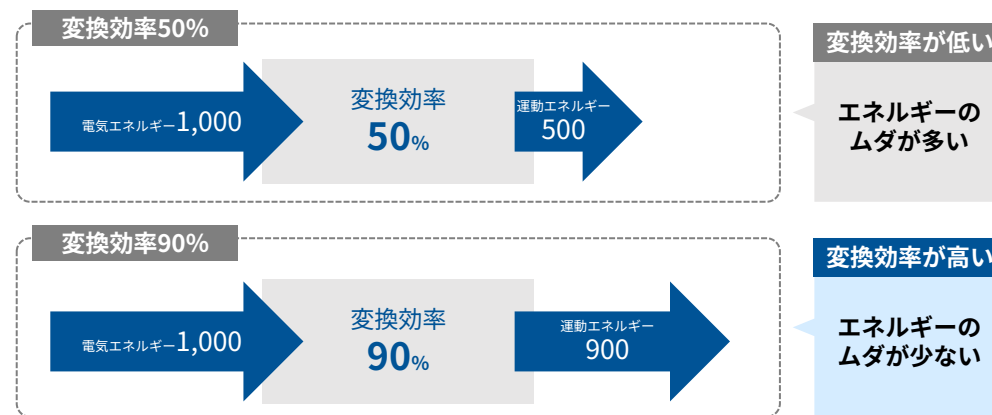 変換効率50%
電気エネルギー1,000
変換効率
50%
運動エネルギー
500
変換効率が低い
エネルギーの
ムダが多い
変換効率90%
電気エネルギー1,000
変換効率
90%
運動エネルギー
900
変換効率が高い
エネルギーの
ムダが少ない